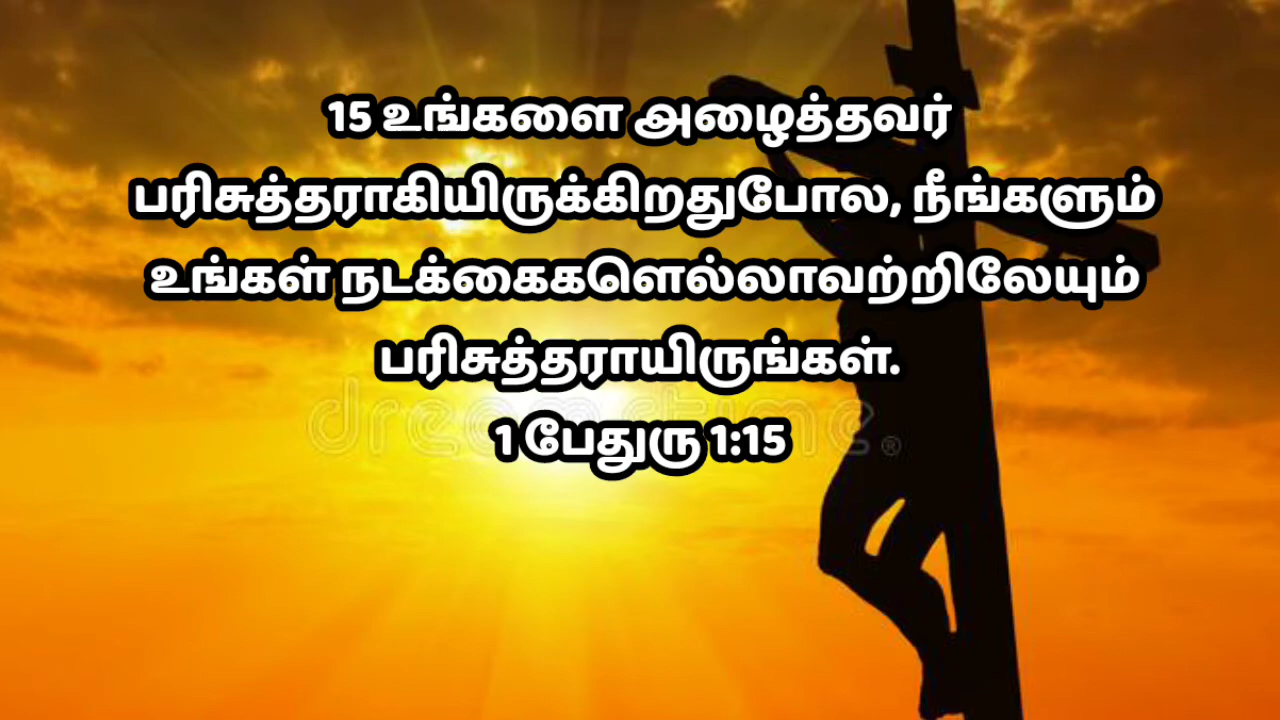 15 உங்களை அழைத்தவர்
பரிசுத்தராகியிருக்கிறதுபோல, நீங்களும்
உங்கள் நடக்கைகளெல்லாவற்றிலேயும்
பரிசுத்தராயிருங்கள்.
1 பேதுரு 1:15
dreamstime®